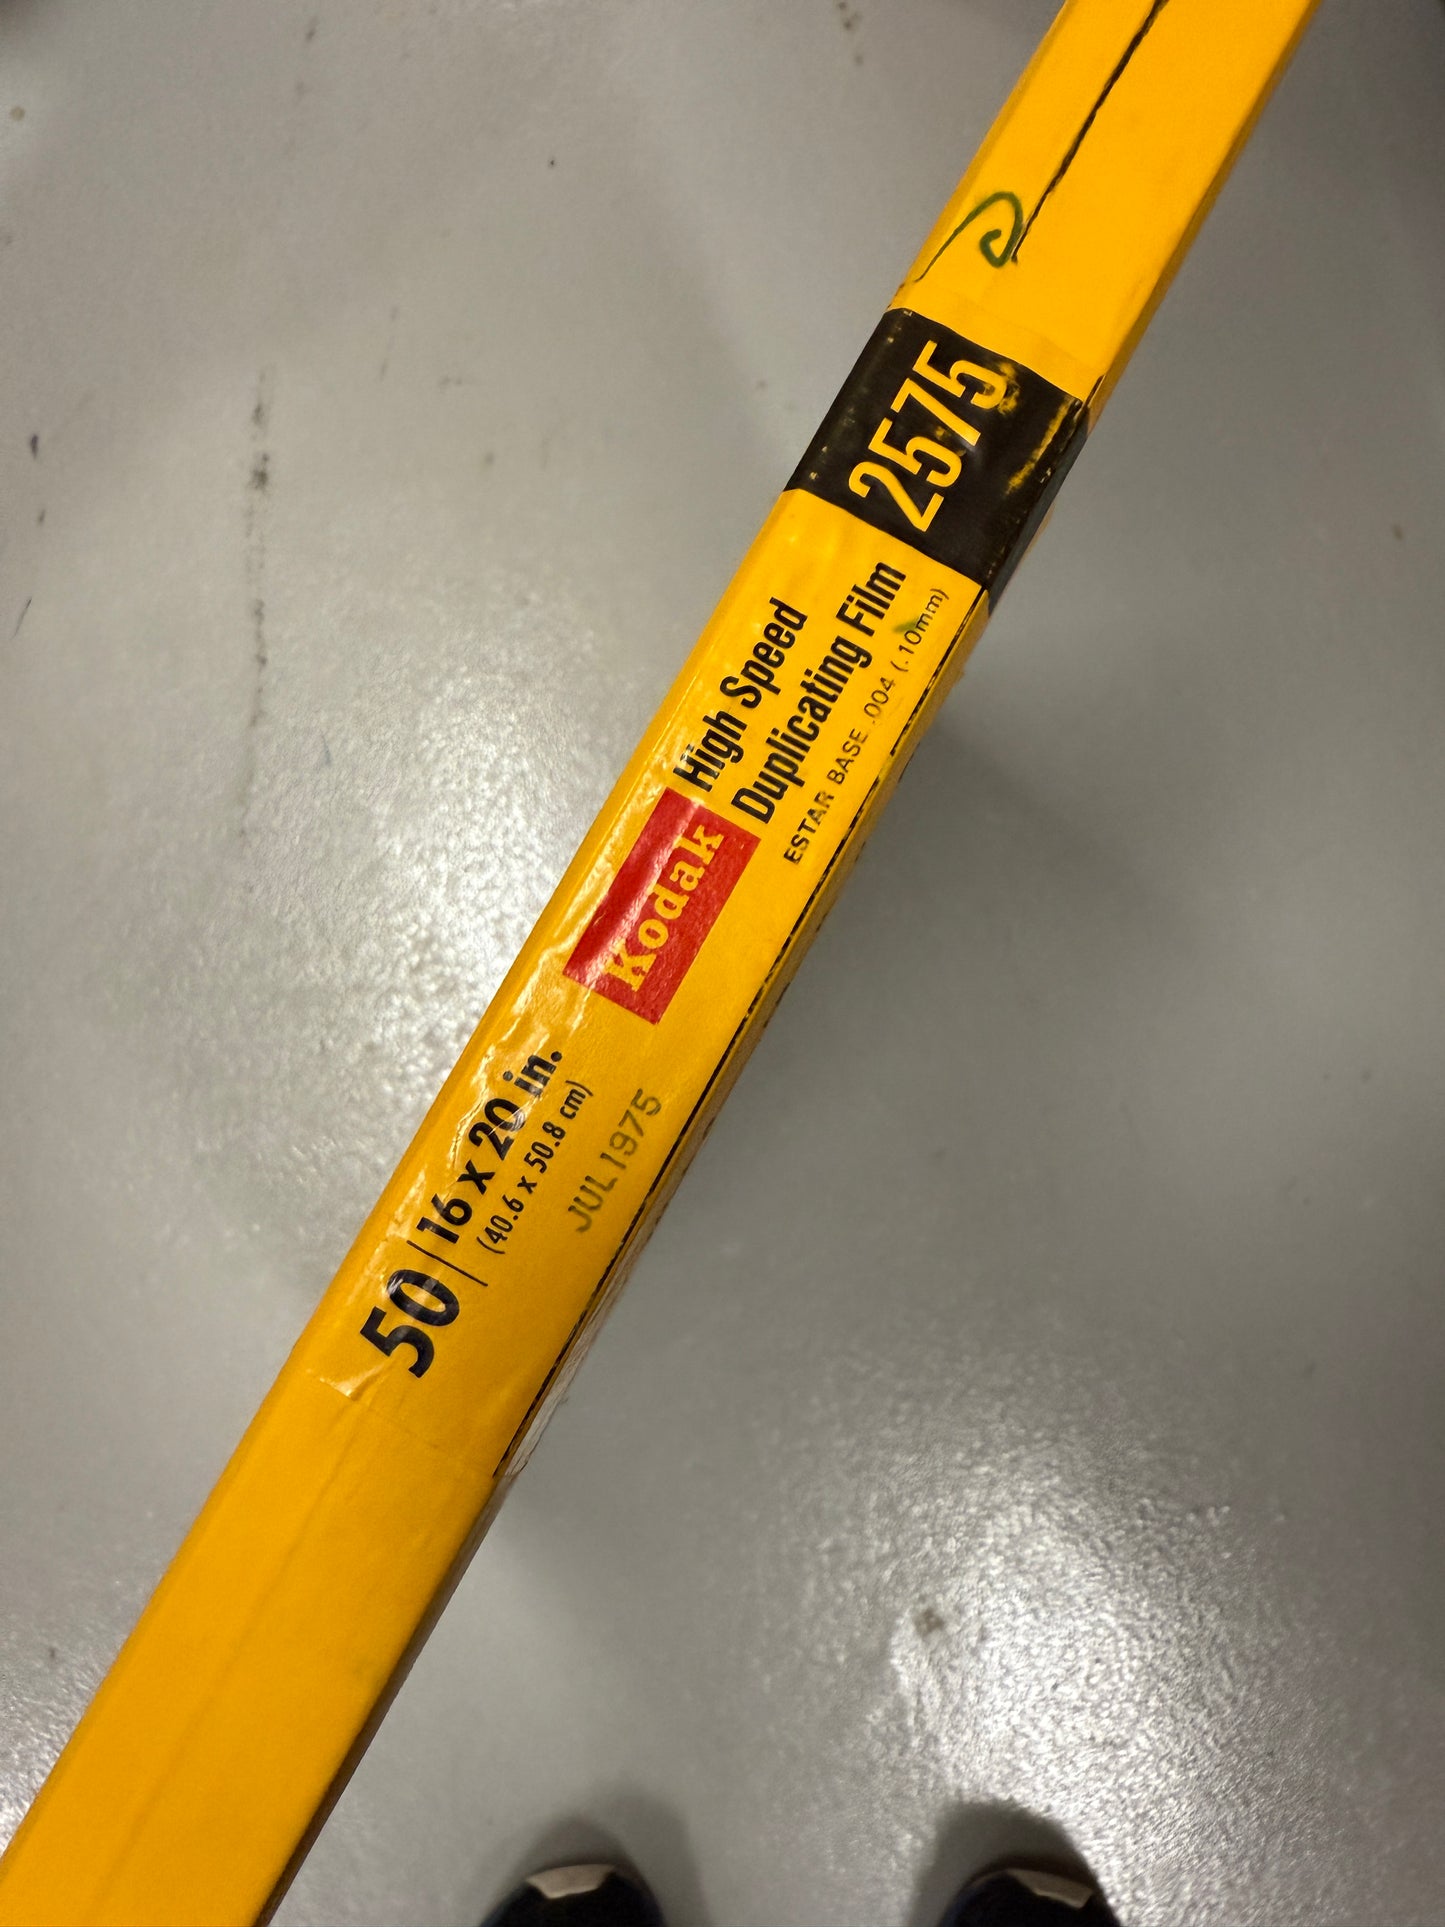 50 16 x 20 in.
(40.6 x 50.8 cm)
JUL 1975
Kodak
High Speed
Duplicating Film
ESTAR BASE .004 (.10mm)
2575